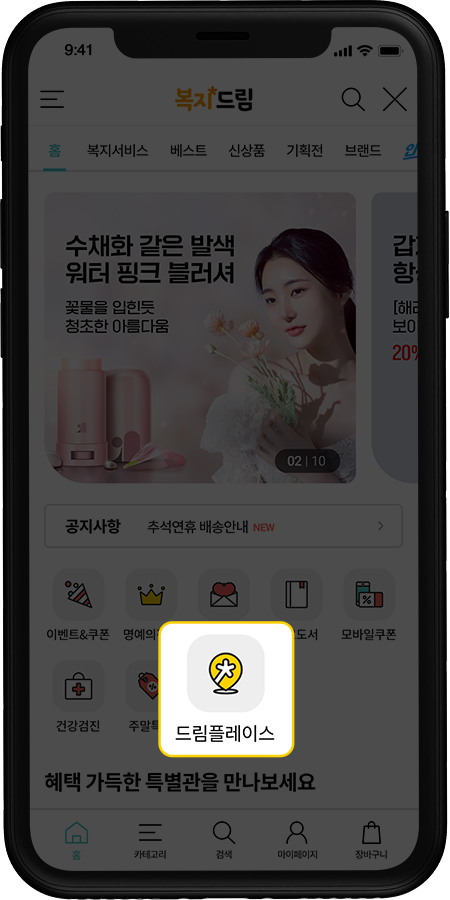 9:41
복지*드림
홈 복지서비스 베스트 신상품 기획전 브랜드
수채화 같은 발색
워터 핑크 블러셔
꽃물을 입힌듯
청초한 아름다움
02 | 10
20%
공지사항 추석연휴 배송안내 NEW
이벤트&쿠폰 명예의 도서 모바일쿠폰
건강검진 주말특
드림플레이스
혜택 가득한 특별관을 만나보세요
홈 카테고리 검색 마이페이지 장바구니